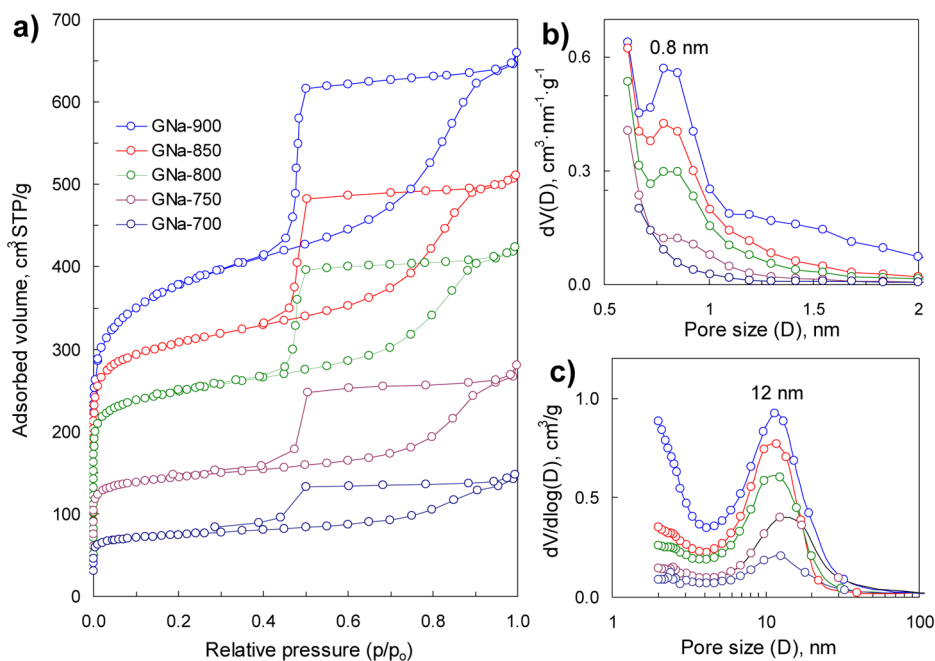 a)
700
600
500
400
300
200
100
0
Adsorbed volume, cm³ STP/g
GNa-900
GNa-850
GNa-800
GNa-750
GNa-700
0.0 0.2 0.4 0.6 0.8 1.0
Relative pressure (p/pₒ)
b)
0.8 nm
0.6
0.3
0.0
dV(D), cm³·nm⁻¹·g⁻¹
0.5 1 1.5 2
Pore size (D), nm
c)
12 nm
1.0
0.5
0.0
dV/dlog(D), cm³/g
1 10 100
Pore size (D), nm